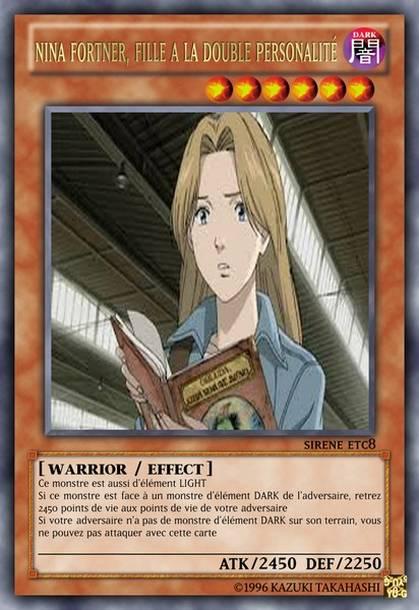 NINA FORTNER, FILLE A LA DOUBLE PERSONALITÉ
DARK
闇
SIRENE ETC8
[ WARRIOR / EFFECT ]
Ce monstre est aussi d'élément LIGHT
Si ce monstre est face à un monstre d'élément DARK de l'adversaire, retrez
2450 points de vie aux points de vie de votre adversaire
Si votre adversaire n'a pas de monstre d'élément DARK sur son terrain, vous
ne pouvez pas attaquer avec cette carte
ATK/2450 DEF/2250
©1996 KAZUKI TAKAHASHI